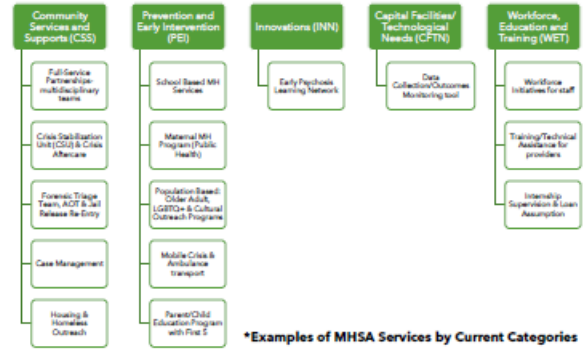 Community
Services and
Supports (CSS)
Full-Service
Partnerships-
multidisciplinary
teams
Crisis Stabilization
Unit (CSU) & Crisis
Aftercare
Forensic Triage
Team, AOT & Jail
Release Re-Entry
Case Management
Housing &
Homeless
Outreach
Prevention and
Early Intervention
(PEI)
School Based MH
Services
Maternal MH
Program (Public
Health)
Population Based:
Older Adult,
LGBTQ+ & Cultural
Outreach Programs
Mobile Crisis &
Ambulance
transport
Parent/Child
Education Program
with First 5
Innovations (INN)
Early Psychosis
Learning Network
Capital Facilities/
Technological
Needs (CFTN)
Data
Collection/Outcomes
Monitoring tool
Workforce,
Education and
Training (WET)
Workforce
Initiatives for staff
Training/Technical
Assistance for
providers
Internship
Supervision & Loan
Assumption
*Examples of MHSA Services by Current Categories